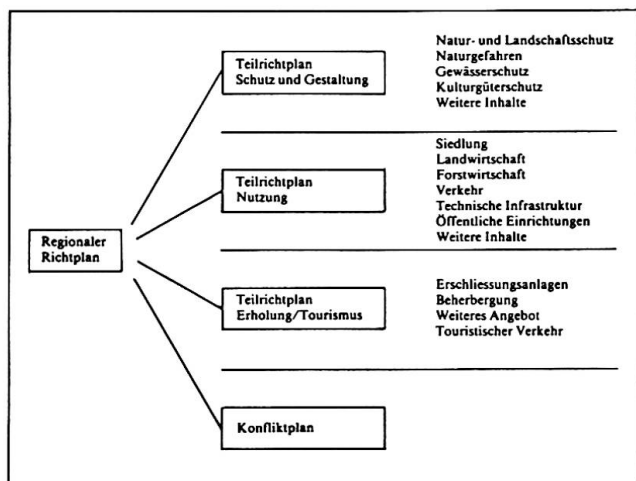 Regionaler
Richtplan
Teilrichtplan
Schutz und Gestaltung
Natur- und Landschaftsschutz
Naturgefahren
Gewässerschutz
Kulturgüterschutz
Weitere Inhalte
Teilrichtplan
Nutzung
Siedlung
Landwirtschaft
Forstwirtschaft
Verkehr
Technische Infrastruktur
Öffentliche Einrichtungen
Weitere Inhalte
Teilrichtplan
Erholung/Tourismus
Erschliessungsanlagen
Beherbergung
Weiteres Angebot
Touristischer Verkehr
Konfliktplan